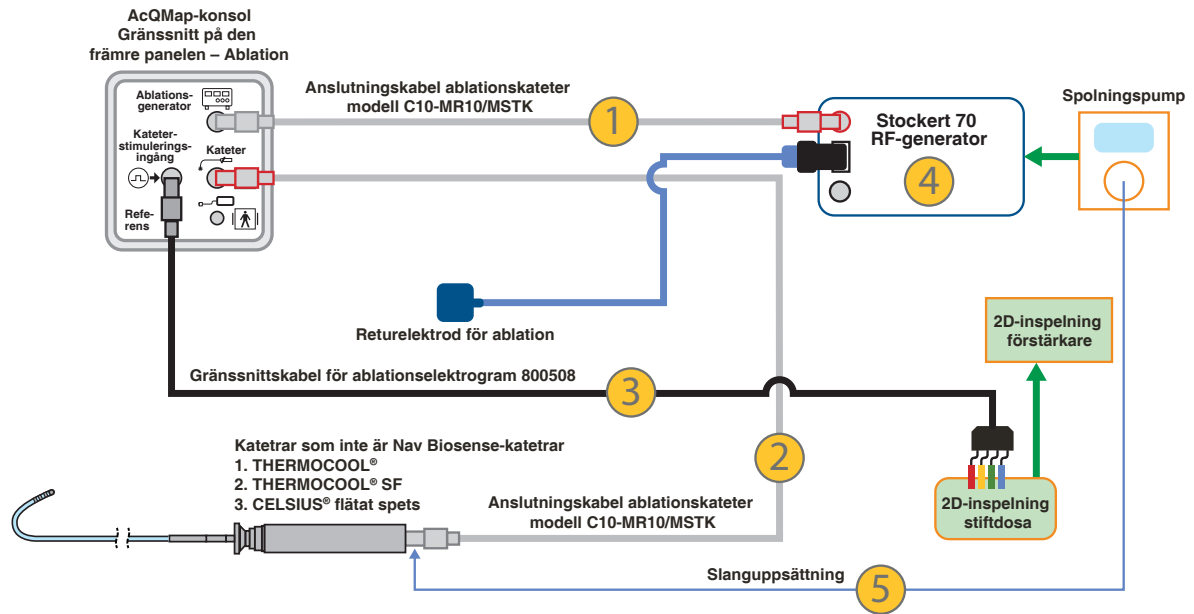 AcQMap-konsol
Gränssnitt på den
främre panelen – Ablation
Ablations-
generator
Kateter-
stimulerings-
ingång
Kateter
Refe-
rens
Anslutningskabel ablationskateter
modell C10-MR10/MSTK
1
Stockert 70
RF-generator
4
Spolningspump
Returelektrod för ablation
2D-inspelning
förstärkare
Gränssnittskabel för ablationselektrogram 800508
3
2
Katetrar som inte är Nav Biosense-katetrar
1. THERMOCOOL®
2. THERMOCOOL® SF
3. CELSIUS® flätat spets
Anslutningskabel ablationskateter
modell C10-MR10/MSTK
2D-inspelning
stiftdosa
Slanguppsättning
5